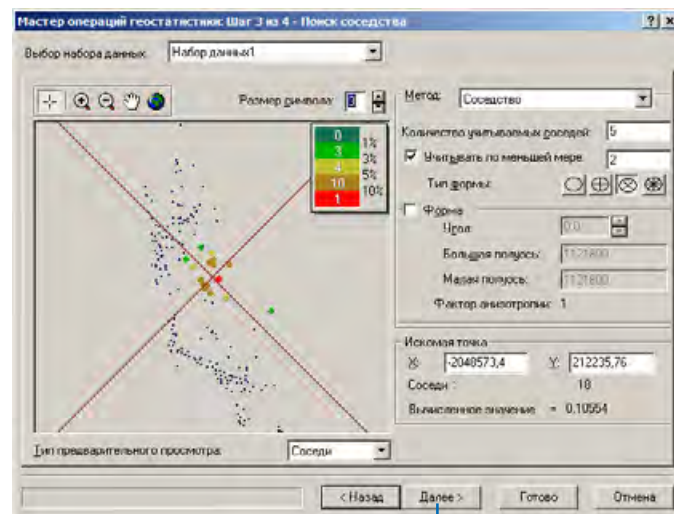 Мастер операций геостатистики: Шаг 3 из 4 - Поиск соседства
Выбор набора данных: Набор данных1
Размер символа: 3
0
3
4
10
1
1%
3%
5%
10%
Метод: Соседство
Количество учитываемых соседей: 5
Учитывать по меньшей мере: 2
Тип формы:
Форма
Угол: 0.0
Большая полуось: 1121800
Малая полуось: 1121800
Фактор анизотропии: 1
Искомая точка
X: -2048573,4 Y: 212235,76
Соседи : 18
Вычисленное значение = 0,10554
Тип предварительного просмотра: Соседи
< Назад
Далее >
Готово
Отмена